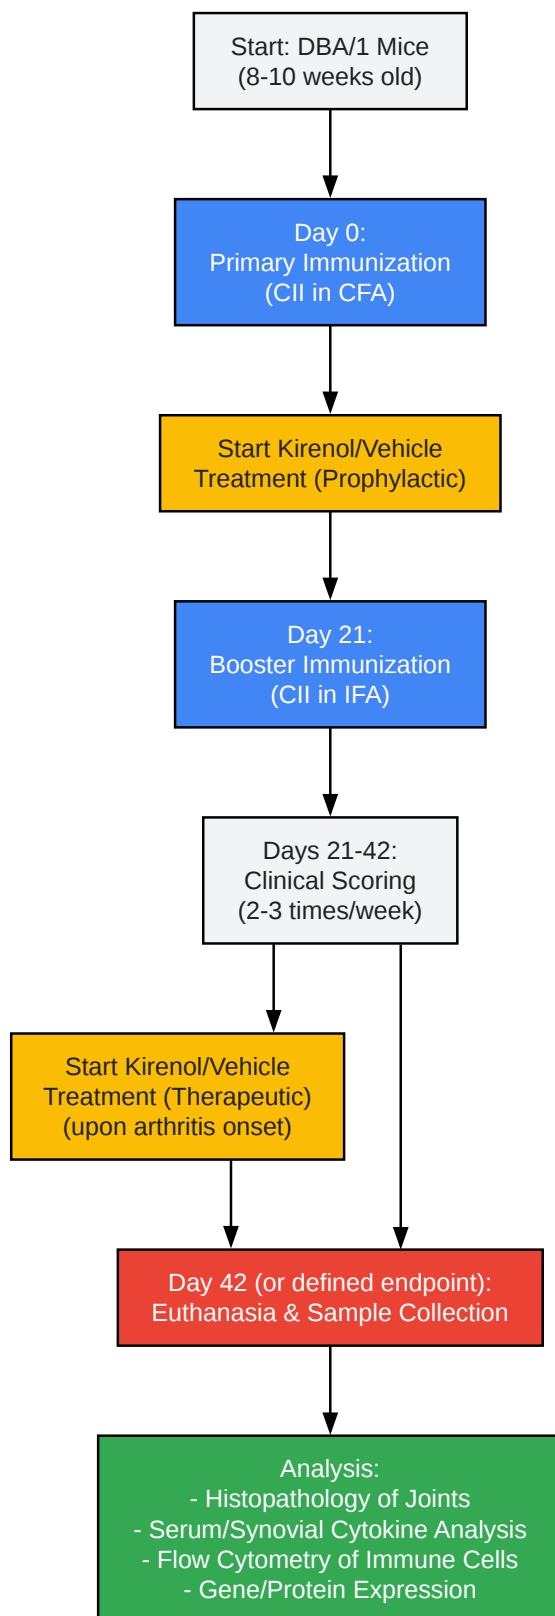 Start: DBA/1 Mice
(8-10 weeks old)
Day 0:
Primary Immunization
(CII in CFA)
Start Kirenol/Vehicle
Treatment (Prophylactic)
Day 21:
Booster Immunization
(CII in IFA)
Days 21-42:
Clinical Scoring
(2-3 times/week)
Start Kirenol/Vehicle
Treatment (Therapeutic)
(upon arthritis onset)
Day 42 (or defined endpoint):
Euthanasia & Sample Collection
Analysis:
- Histopathology of Joints
- Serum/Synovial Cytokine Analysis
- Flow Cytometry of Immune Cells
- Gene/Protein Expression